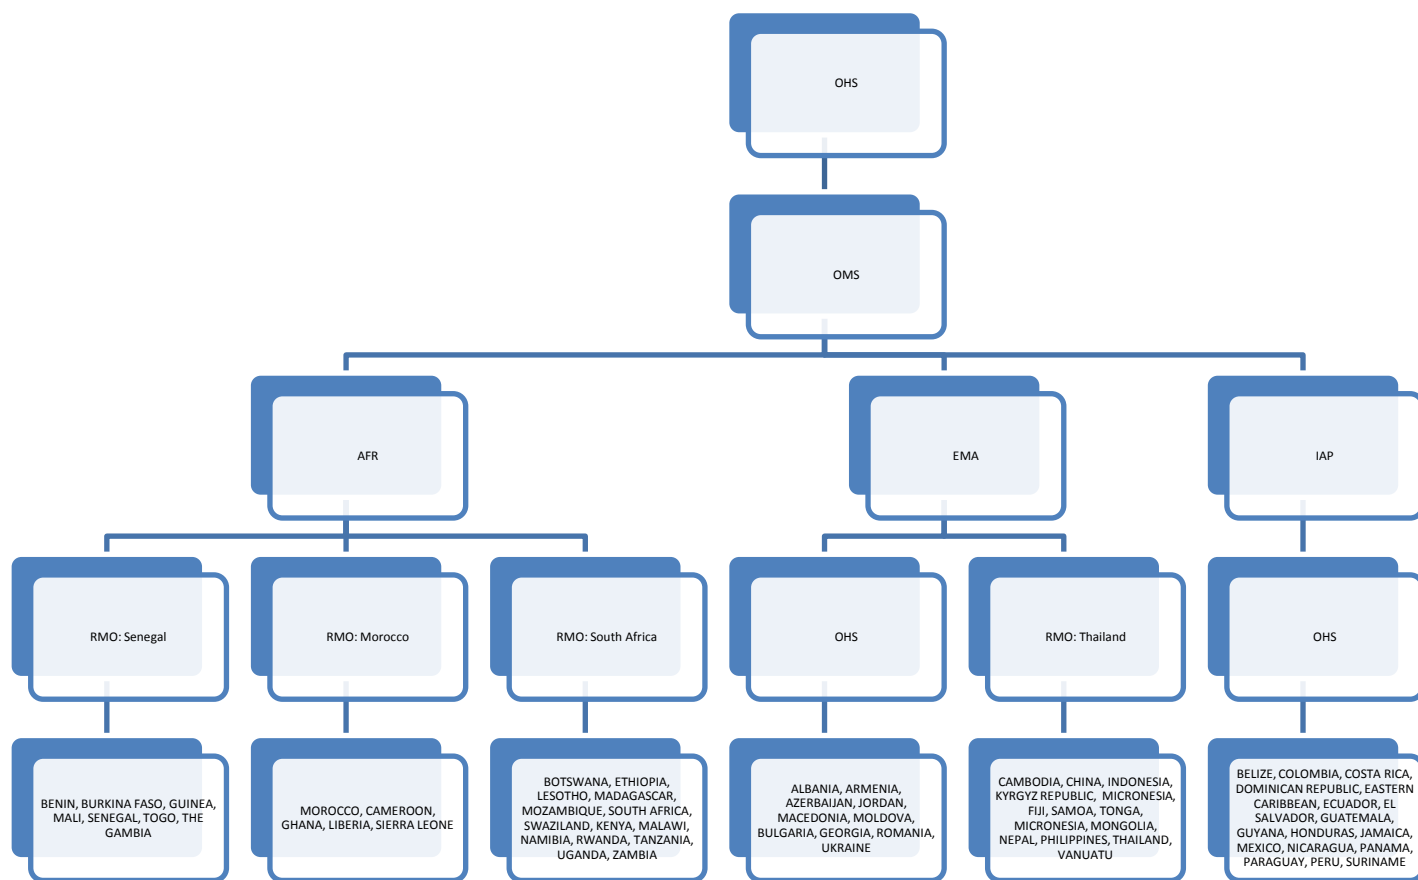 OHS
OMS
AFR
EMA
IAP
RMO: Senegal
RMO: Morocco
RMO: South Africa
OHS
RMO: Thailand
OHS
BENIN, BURKINA FASO, GUINEA,
MALI, SENEGAL, TOGO, THE
GAMBIA
MOROCCO, CAMEROON,
GHANA, LIBERIA, SIERRA LEONE
BOTSWANA, ETHIOPIA,
LESOTHO, MADAGASCAR,
MOZAMBIQUE, SOUTH AFRICA,
SWAZILAND, KENYA, MALAWI,
NAMIBIA, RWANDA, TANZANIA,
UGANDA, ZAMBIA
ALBANIA, ARMENIA,
AZERBAIJAN, JORDAN,
MACEDONIA, MOLDOVA,
BULGARIA, GEORGIA, ROMANIA,
UKRAINE
CAMBODIA, CHINA, INDONESIA,
KYRGYZ REPUBLIC, MICRONESIA,
FIJI, SAMOA, TONGA,
MICRONESIA, MONGOLIA,
NEPAL, PHILIPPINES, THAILAND,
VANUATU
BELIZE, COLOMBIA, COSTA RICA,
DOMINICAN REPUBLIC, EASTERN
CARIBBEAN, ECUADOR, EL
SALVADOR, GUATEMALA,
GUYANA, HONDURAS, JAMAICA,
MEXICO, NICARAGUA, PANAMA,
PARAGUAY, PERU, SURINAME